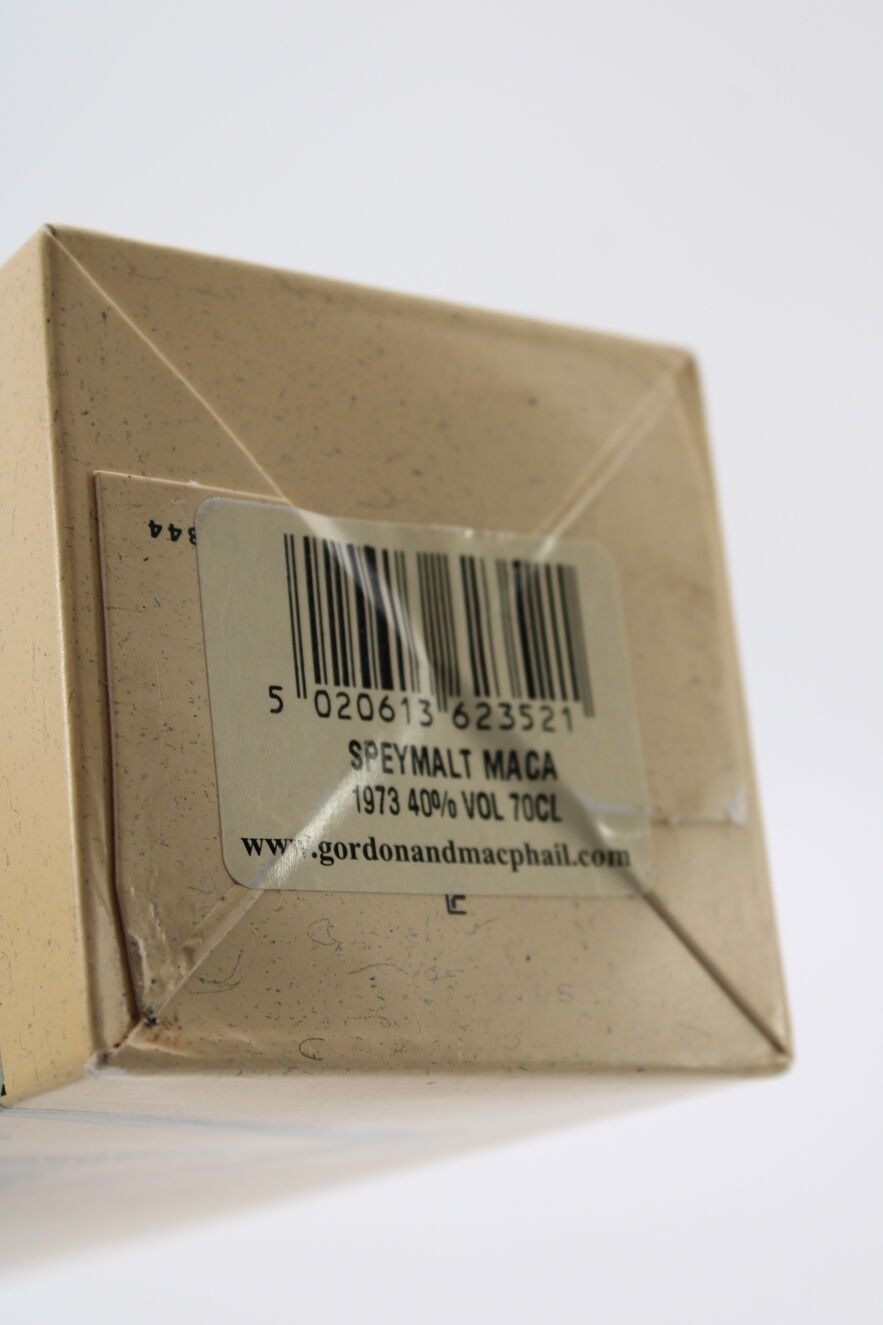 5 020613 623521
SPEYMALT MACA
1973 40% VOL 70CL
www.gordonandmacphail.com